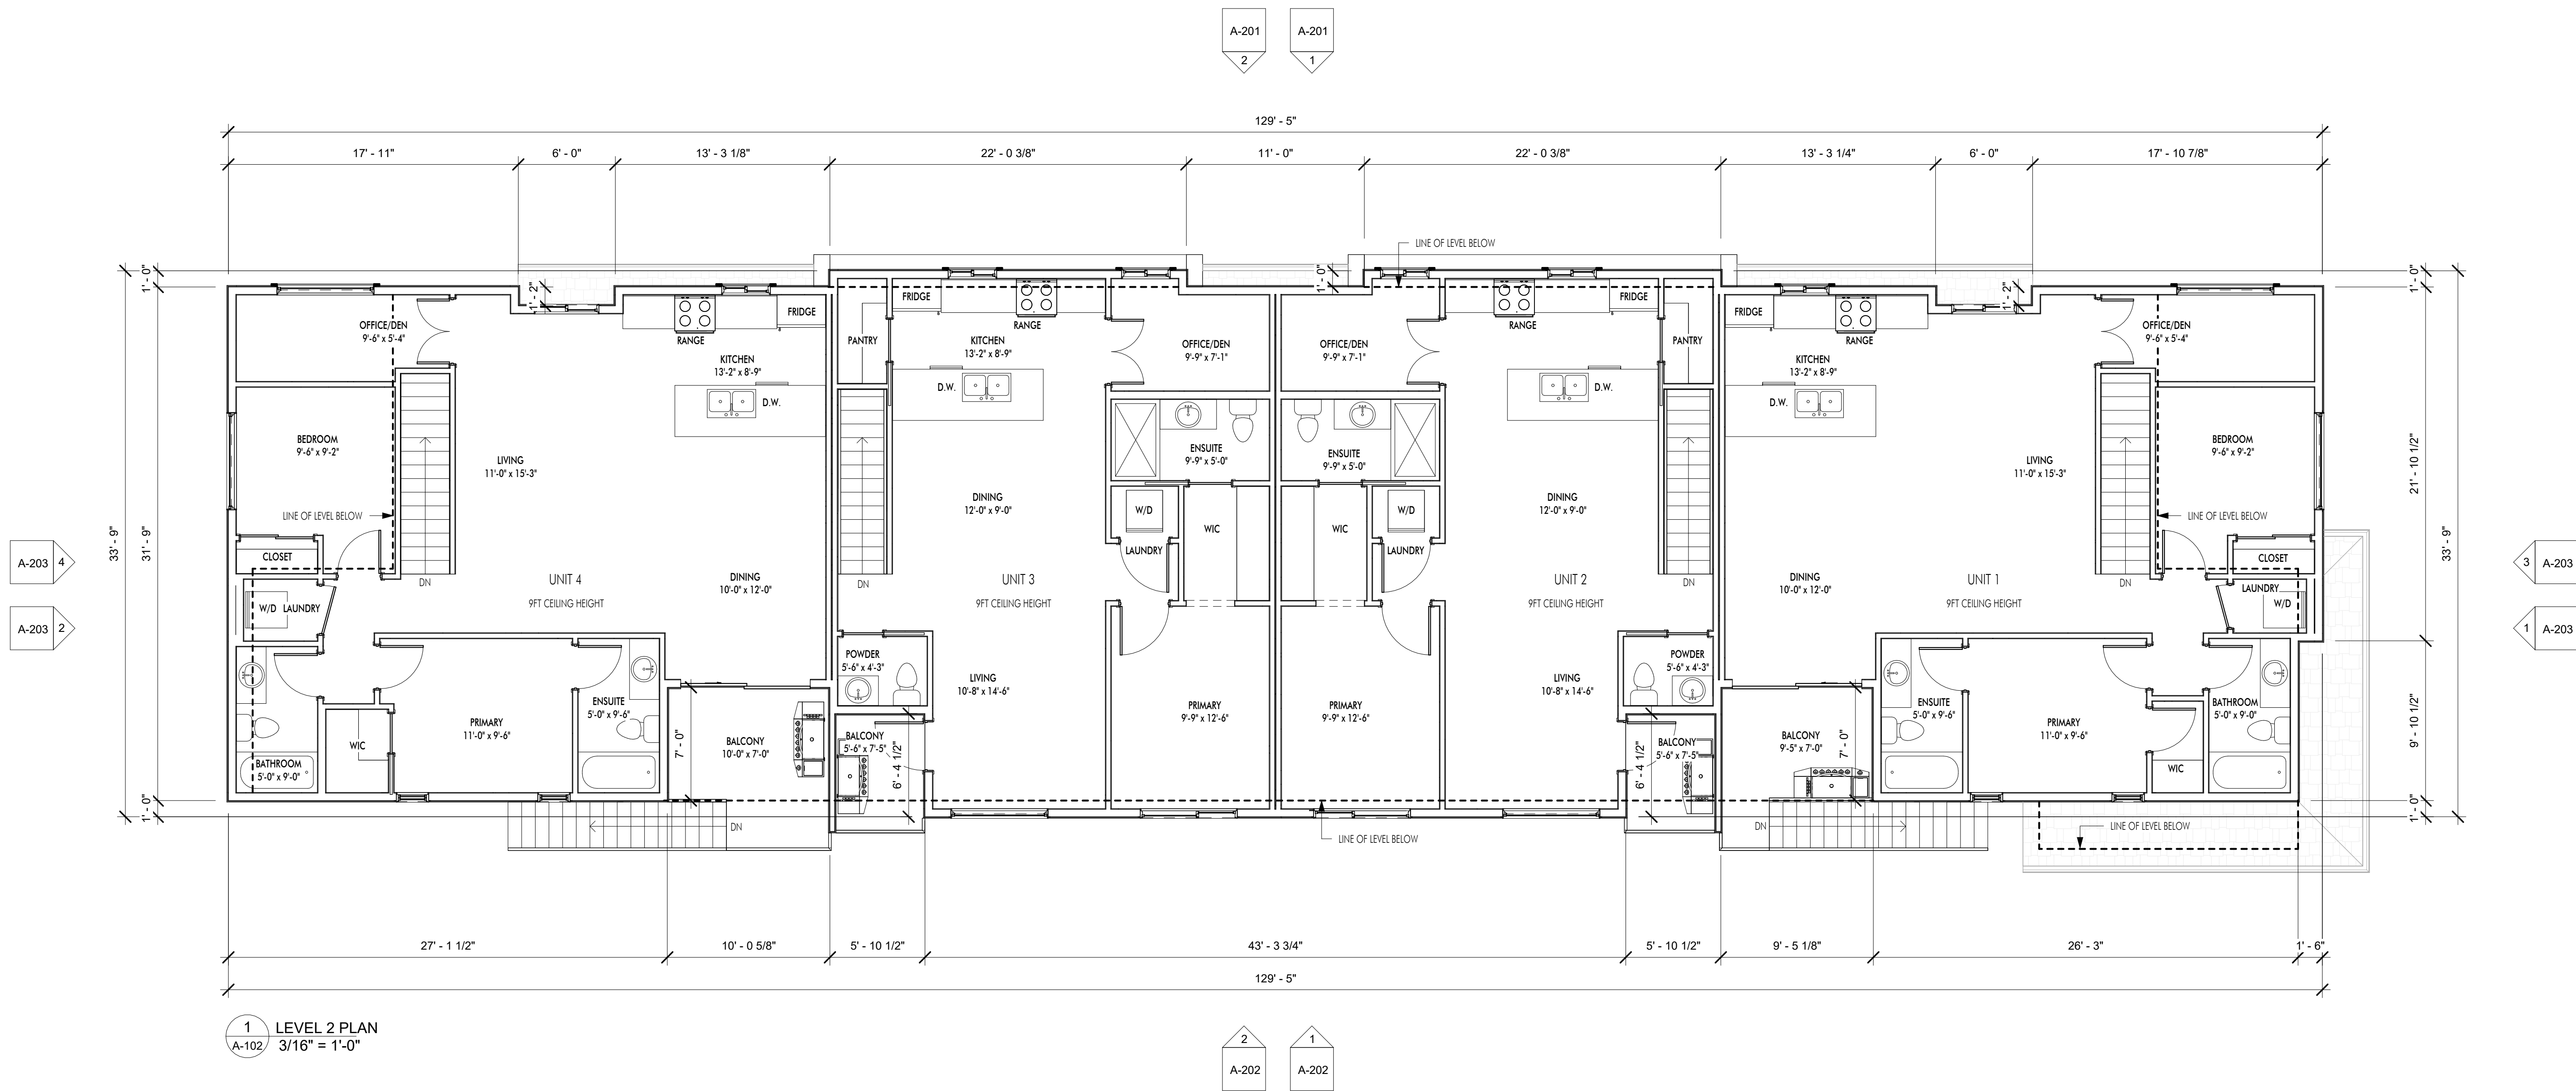 A-201
A-201
2
1
129' - 5"
17' - 11"
6' - 0"
13' - 3 1/8"
22' - 0 3/8"
11' - 0"
22' - 0 3/8"
13' - 3 1/4"
6' - 0"
17' - 10 7/8"
LINE OF LEVEL BELOW
1' - 0"
33' - 9"
31' - 9"
1' - 0"
A-203
4
A-203
2
1' - 2"
OFFICE/DEN
9'-6" x 5'-4"
RANGE
FRIDGE
KITCHEN
13'-2" x 8'-9"
D.W.
BEDROOM
9'-6" x 9'-2"
LIVING
11'-0" x 15'-3"
LINE OF LEVEL BELOW
CLOSET
DN
UNIT 4
9FT CEILING HEIGHT
DINING
10'-0" x 12'-0"
W/D
LAUNDRY
ENSUITE
5'-0" x 9'-6"
PRIMARY
11'-0" x 9'-6"
WIC
BATHROOM
5'-0" x 9'-0"
7' - 0"
BALCONY
10'-0" x 7'-0"
DN
FRIDGE
RANGE
PANTRY
KITCHEN
13'-2" x 8'-9"
D.W.
OFFICE/DEN
9'-9" x 7'-1"
ENSUITE
9'-9" x 5'-0"
DINING
12'-0" x 9'-0"
W/D
WIC
LAUNDRY
DN
UNIT 3
9FT CEILING HEIGHT
POWDER
5'-6" x 4'-3"
LIVING
10'-8" x 14'-6"
PRIMARY
9'-9" x 12'-6"
BALCONY
5'-6" x 7'-5"
6' - 4 1/2"
1' - 0"
OFFICE/DEN
9'-9" x 7'-1"
RANGE
FRIDGE
KITCHEN
13'-2" x 8'-9"
PANTRY
D.W.
ENSUITE
9'-9" x 5'-0"
DINING
12'-0" x 9'-0"
WIC
W/D
LAUNDRY
UNIT 2
9FT CEILING HEIGHT
DN
POWDER
5'-6" x 4'-3"
LIVING
10'-8" x 14'-6"
PRIMARY
9'-9" x 12'-6"
BALCONY
5'-6" x 7'-5"
6' - 4 1/2"
LINE OF LEVEL BELOW
FRIDGE
RANGE
KITCHEN
13'-2" x 8'-9"
D.W.
1' - 2"
OFFICE/DEN
9'-6" x 5'-4"
BEDROOM
9'-6" x 9'-2"
LIVING
11'-0" x 15'-3"
LINE OF LEVEL BELOW
CLOSET
DN
DINING
10'-0" x 12'-0"
UNIT 1
9FT CEILING HEIGHT
LAUNDRY
W/D
ENSUITE
5'-0" x 9'-6"
PRIMARY
11'-0" x 9'-6"
BATHROOM
5'-0" x 9'-0"
WIC
BALCONY
9'-5" x 7'-0"
7' - 0"
DN
LINE OF LEVEL BELOW
1' - 0"
21' - 10 1/2"
33' - 9"
9' - 10 1/2"
1' - 0"
3
A-203
1
A-203
27' - 1 1/2"
10' - 0 5/8"
5' - 10 1/2"
43' - 3 3/4"
5' - 10 1/2"
9' - 5 1/8"
26' - 3"
1' - 6"
129' - 5"
1
A-102
LEVEL 2 PLAN
3/16" = 1'-0"
2
1
A-202
A-202